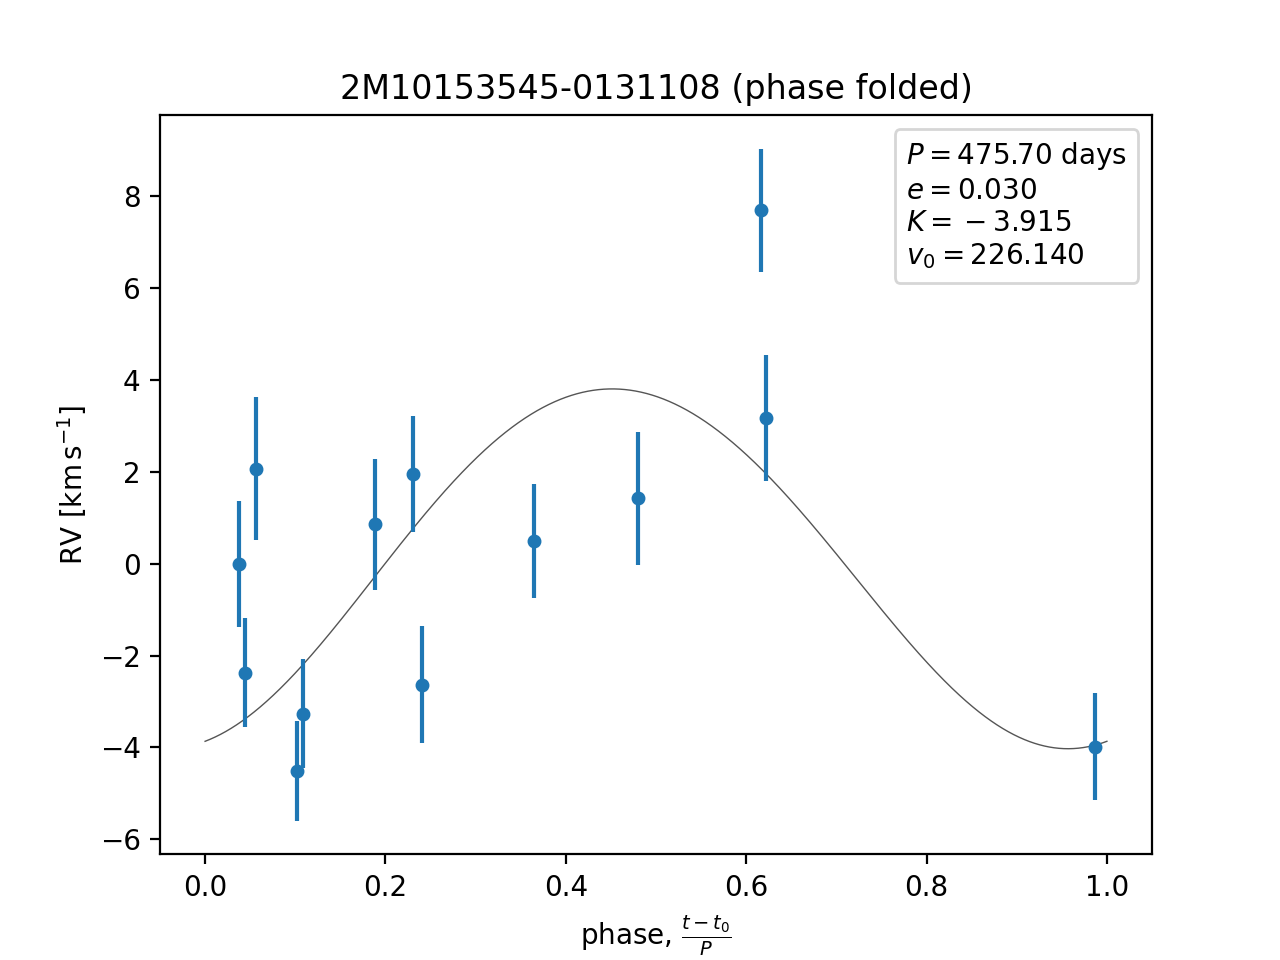 2M10153545-0131108 (phase folded)
P = 475.70 days
e = 0.030
K = −3.915
v₀ = 226.140
RV [km s⁻¹]
8
6
4
2
0
−2
−4
−6
0.0 0.2 0.4 0.6 0.8 1.0
phase, (t − t₀)/P